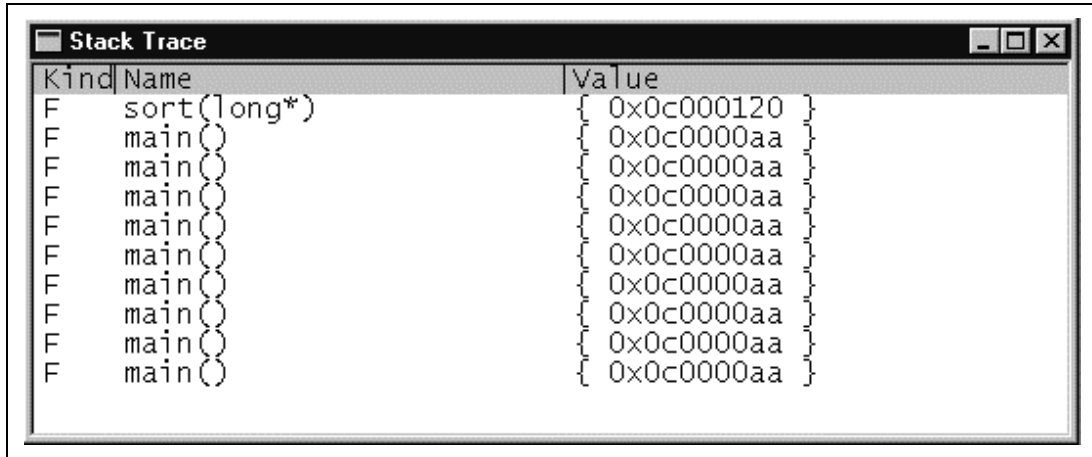 Stack Trace
Kind Name Value
F sort(long*) { 0x0c000120 }
F main() { 0x0c0000aa }
F main() { 0x0c0000aa }
F main() { 0x0c0000aa }
F main() { 0x0c0000aa }
F main() { 0x0c0000aa }
F main() { 0x0c0000aa }
F main() { 0x0c0000aa }
F main() { 0x0c0000aa }
F main() { 0x0c0000aa }